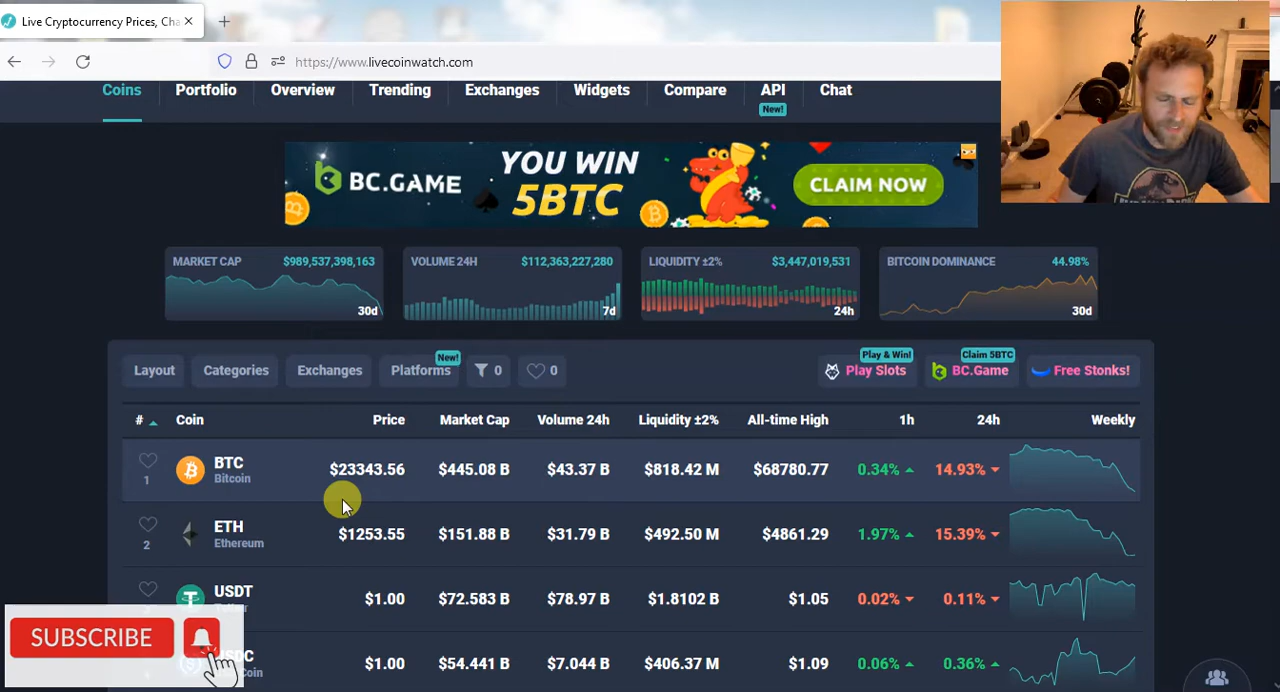 Live Cryptocurrency Prices, Cha
https://www.livecoinwatch.com
Coins Portfolio Overview Trending Exchanges Widgets Compare API Chat
New!
BC.GAME YOU WIN 5BTC CLAIM NOW
MARKET CAP $989,537,398,163
30d
VOLUME 24H $112,363,227,280
7d
LIQUIDITY ±2% $3,447,019,531
24h
BITCOIN DOMINANCE 44.98%
30d
New! Play & Win! Claim 5BTC
Layout Categories Exchanges Platforms 0 0 Play Slots BC.Game Free Stonks!
# Coin Price Market Cap Volume 24h Liquidity ±2% All-time High 1h 24h Weekly
1 BTC Bitcoin $23343.56 $445.08 B $43.37 B $818.42 M $68780.77 0.34% 14.93%
2 ETH Ethereum $1253.55 $151.88 B $31.79 B $492.50 M $4861.29 1.97% 15.39%
USDT $1.00 $72.583 B $78.97 B $1.8102 B $1.05 0.02% 0.11%
$1.00 $54.441 B $7.044 B $406.37 M $1.09 0.06% 0.36%
SUBSCRIBE